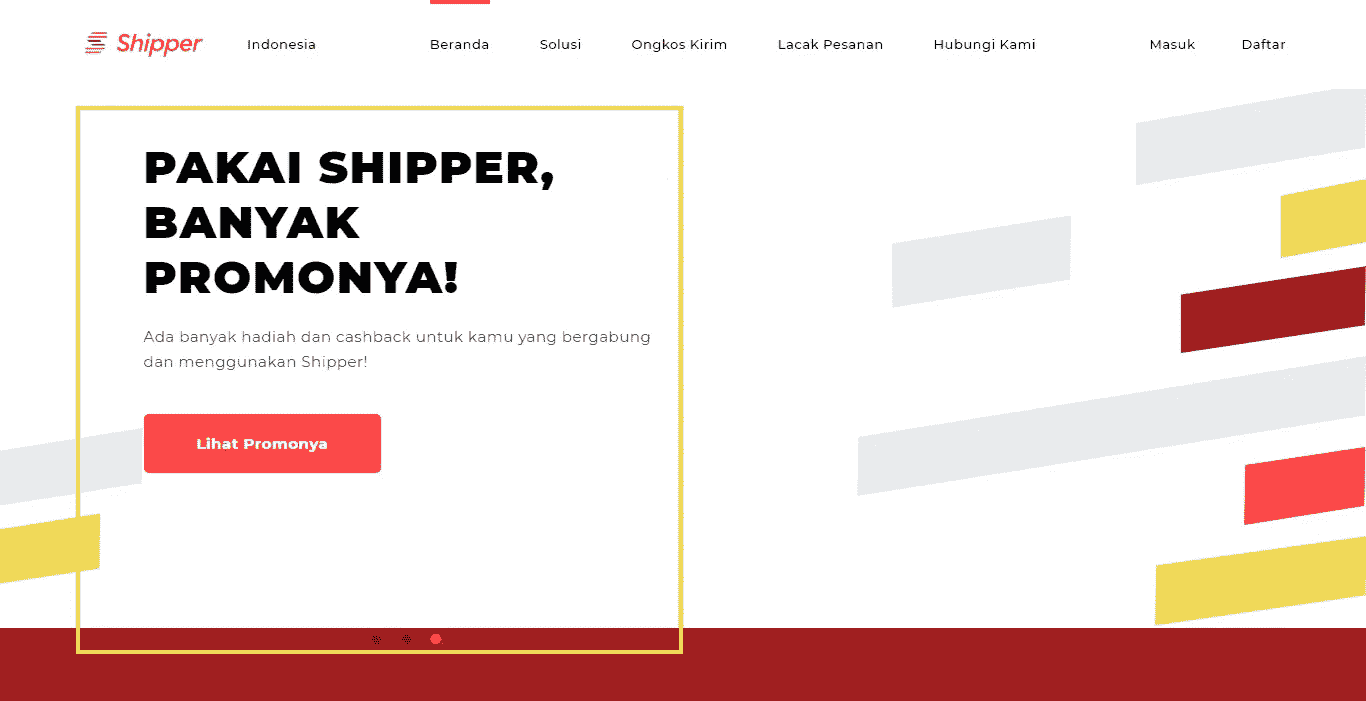 Shipper Indonesia Beranda Solusi Ongkos Kirim Lacak Pesanan Hubungi Kami Masuk Daftar
PAKAI SHIPPER,
BANYAK
PROMONYA!
Ada banyak hadiah dan cashback untuk kamu yang bergabung
dan menggunakan Shipper!
Lihat Promonya